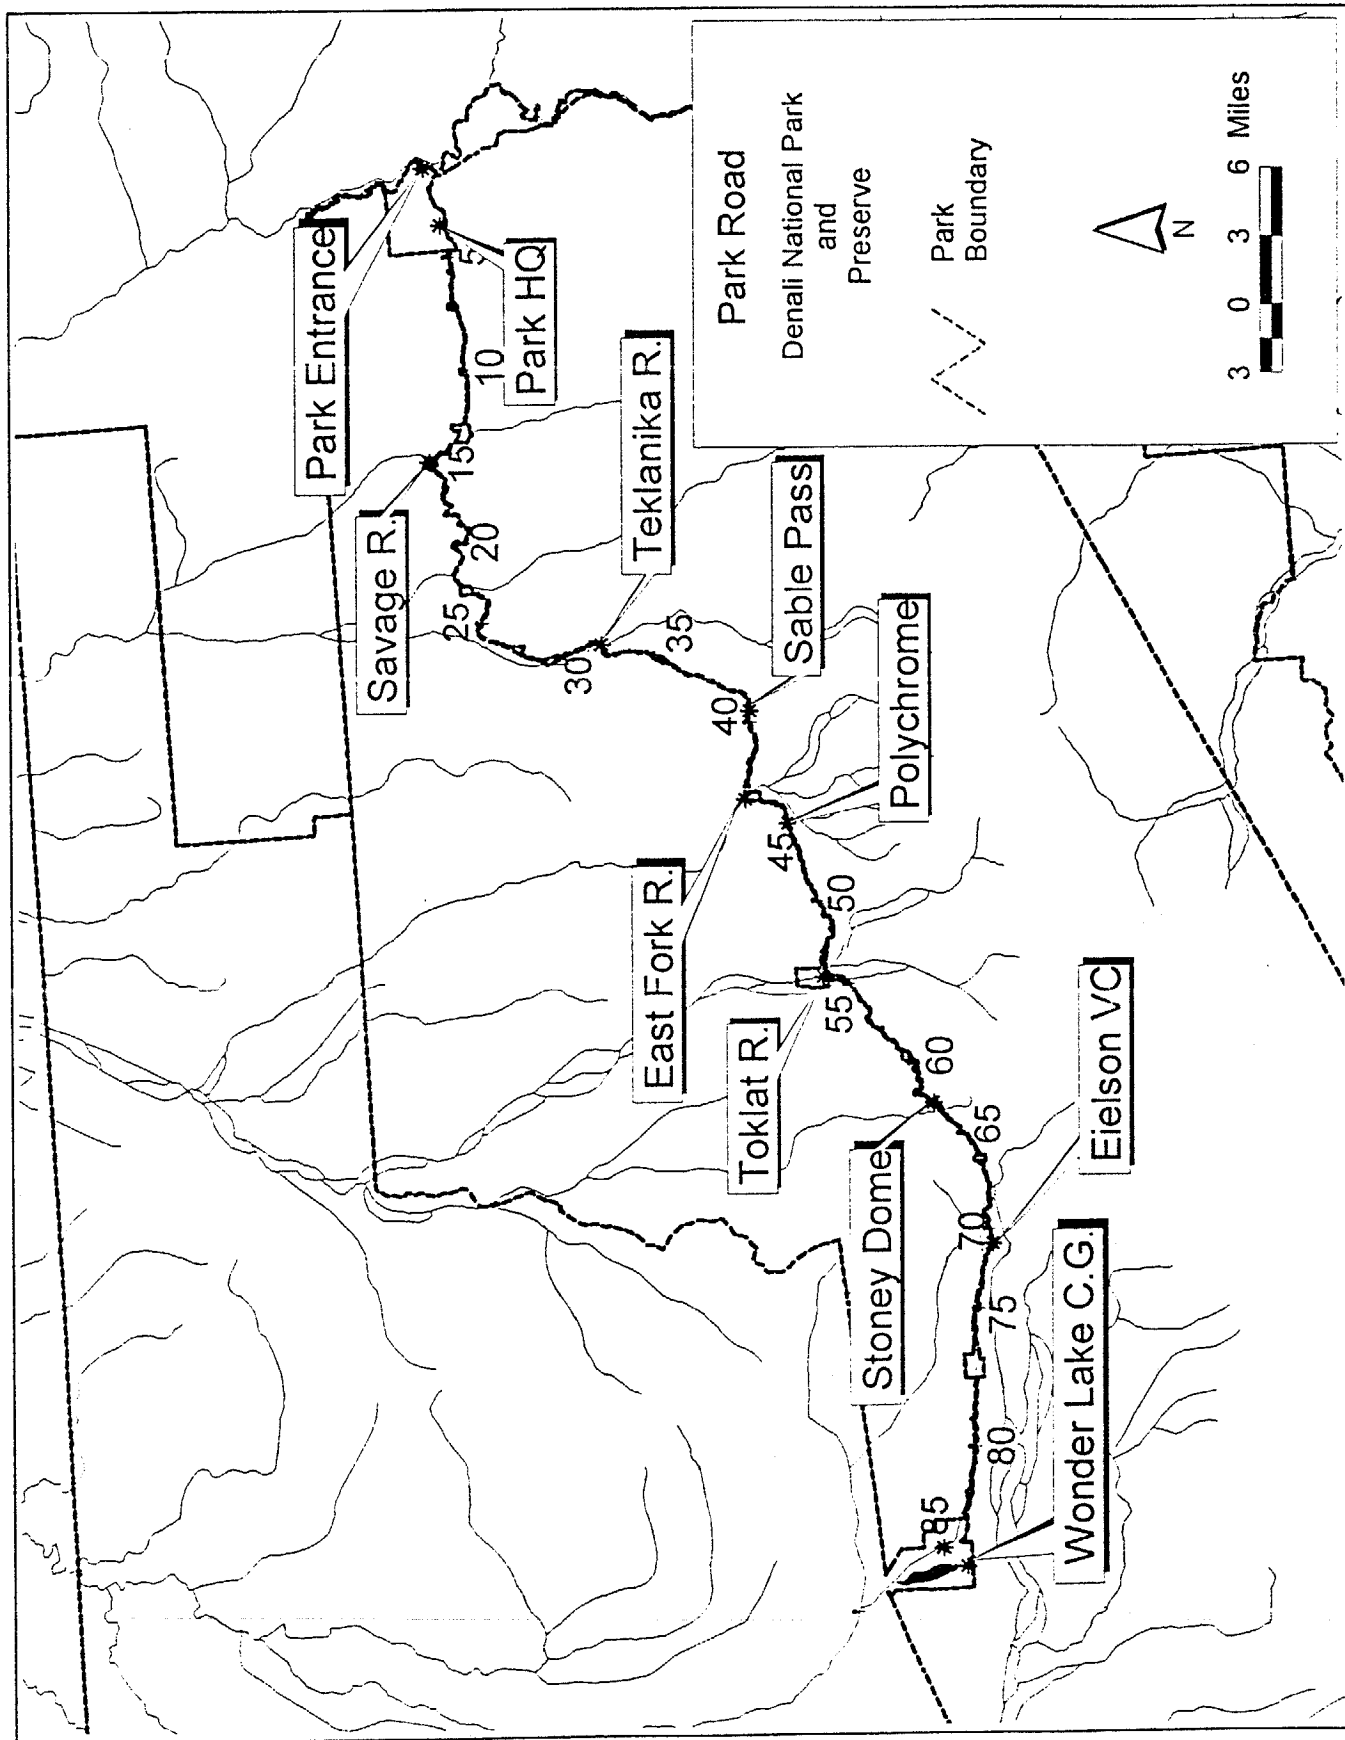 Park Entrance
Park HQ
5
10
Savage R.
15
20
25
Teklanika R.
30
35
Sable Pass
40
Polychrome
East Fork R.
45
50
Toklat R.
55
60
Stoney Dome
65
Eielson VC
70
75
80
85
Wonder Lake C.G.
Park Road
Denali National Park
and
Preserve
Park
Boundary
N
3 0 3 6 Miles